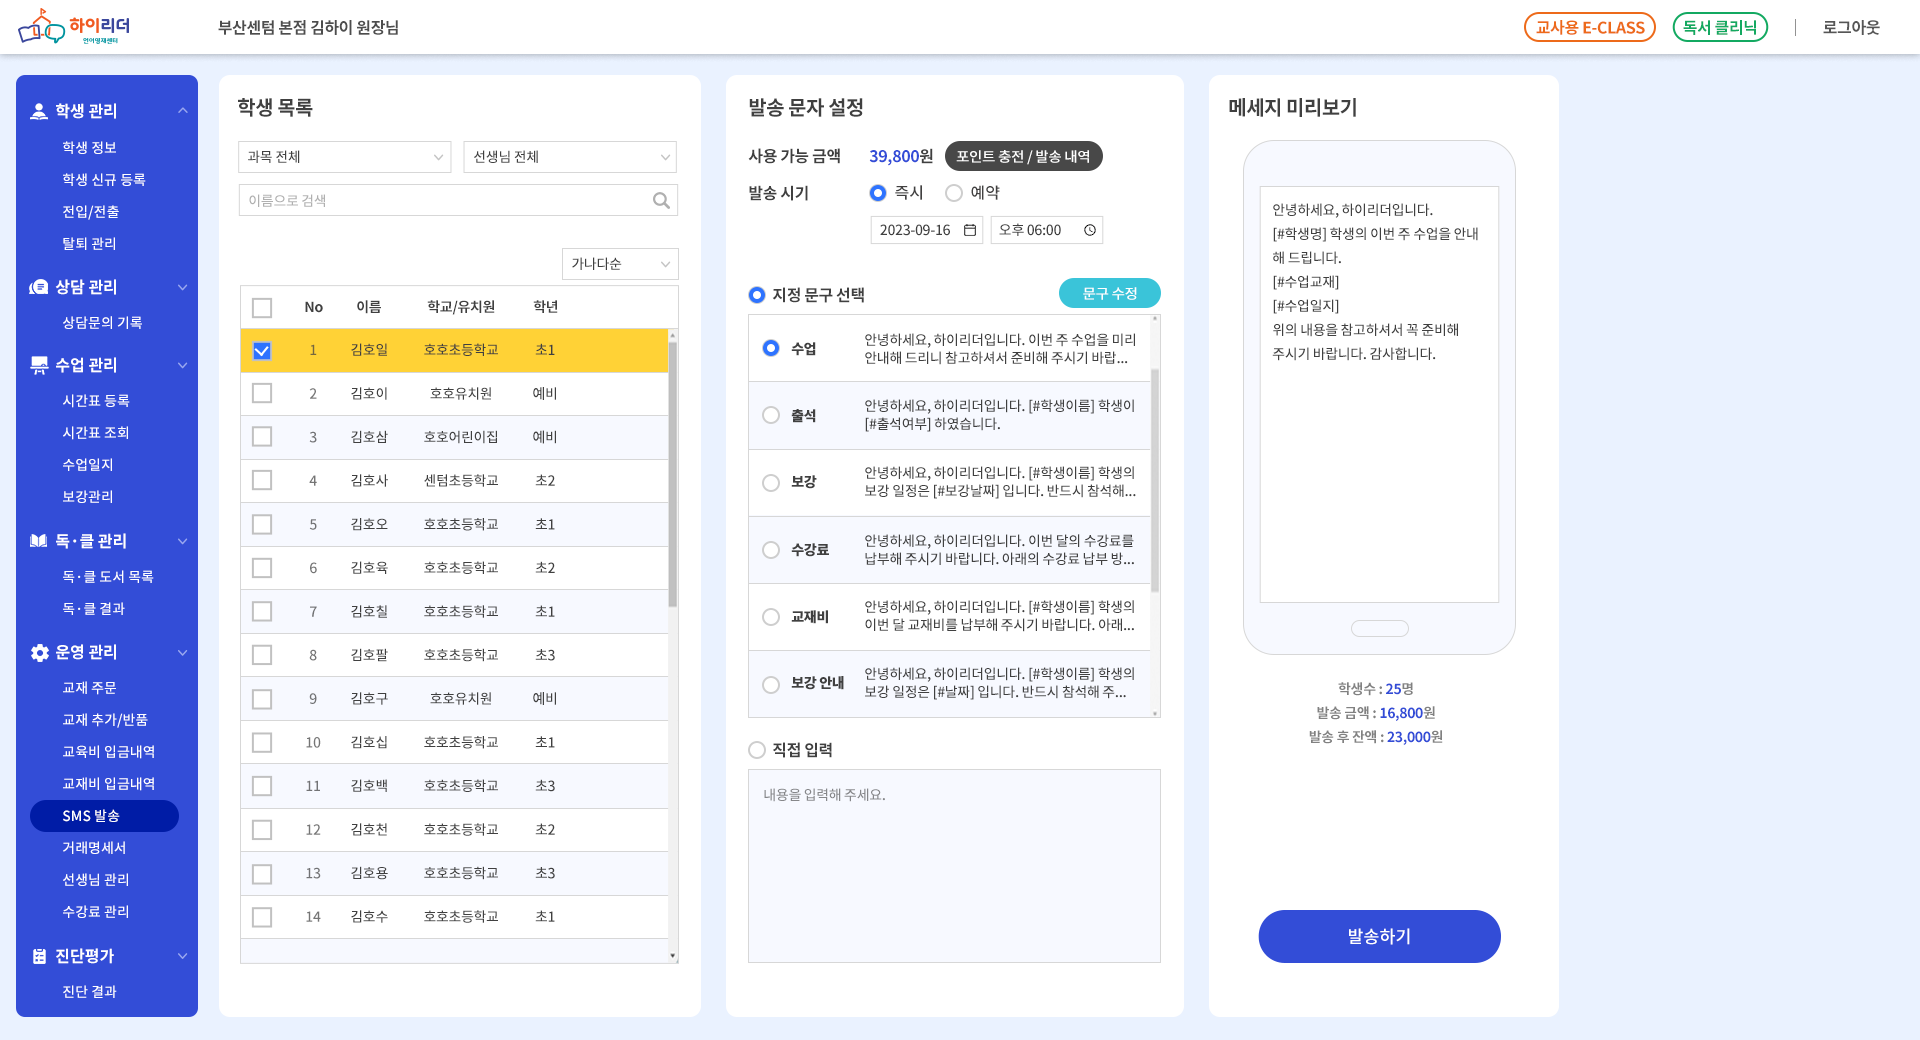 하이리더
언어영재센터
부산센텀 본점 김하이 원장님
교사용 E-CLASS
독서 클리닉
로그아웃
학생 관리
학생 정보
학생 신규 등록
전입/전출
탈퇴 관리
상담 관리
상담문의 기록
수업 관리
시간표 등록
시간표 조회
수업일지
보강관리
독·클 관리
독·클 도서 목록
독·클 결과
운영 관리
교재 주문
교재 추가/반품
교육비 입금내역
교재비 입금내역
SMS 발송
거래명세서
선생님 관리
수강료 관리
진단평가
진단 결과
학생 목록
과목 전체
선생님 전체
이름으로 검색
가나다순
No 이름 학교/유치원 학년
1 김호일 호호초등학교 초1
2 김호이 호호유치원 예비
3 김호삼 호호어린이집 예비
4 김호사 센텀초등학교 초2
5 김호오 호호초등학교 초1
6 김호육 호호초등학교 초2
7 김호칠 호호초등학교 초1
8 김호팔 호호초등학교 초3
9 김호구 호호유치원 예비
10 김호십 호호초등학교 초1
11 김호백 호호초등학교 초3
12 김호천 호호초등학교 초2
13 김호용 호호초등학교 초3
14 김호수 호호초등학교 초1
발송 문자 설정
사용 가능 금액 39,800원 포인트 충전 / 발송 내역
발송 시기 즉시 예약
2023-09-16 오후 06:00
지정 문구 선택 문구 수정
수업
안녕하세요, 하이리더입니다. 이번 주 수업을 미리
안내해 드리니 참고하셔서 준비해 주시기 바랍...
출석
안녕하세요, 하이리더입니다. [#학생이름] 학생이
[#출석여부] 하였습니다.
보강
안녕하세요, 하이리더입니다. [#학생이름] 학생의
보강 일정은 [#보강날짜] 입니다. 반드시 참석해...
수강료
안녕하세요, 하이리더입니다. 이번 달의 수강료를
납부해 주시기 바랍니다. 아래의 수강료 납부 방...
교재비
안녕하세요, 하이리더입니다. [#학생이름] 학생의
이번 달 교재비를 납부해 주시기 바랍니다. 아래...
보강 안내
안녕하세요, 하이리더입니다. [#학생이름] 학생의
보강 일정은 [#날짜] 입니다. 반드시 참석해 주...
직접 입력
내용을 입력해 주세요.
메세지 미리보기
안녕하세요, 하이리더입니다.
[#학생명] 학생의 이번 주 수업을 안내
해 드립니다.
[#수업교재]
[#수업일지]
위의 내용을 참고하셔서 꼭 준비해
주시기 바랍니다. 감사합니다.
학생수 : 25명
발송 금액 : 16,800원
발송 후 잔액 : 23,000원
발송하기